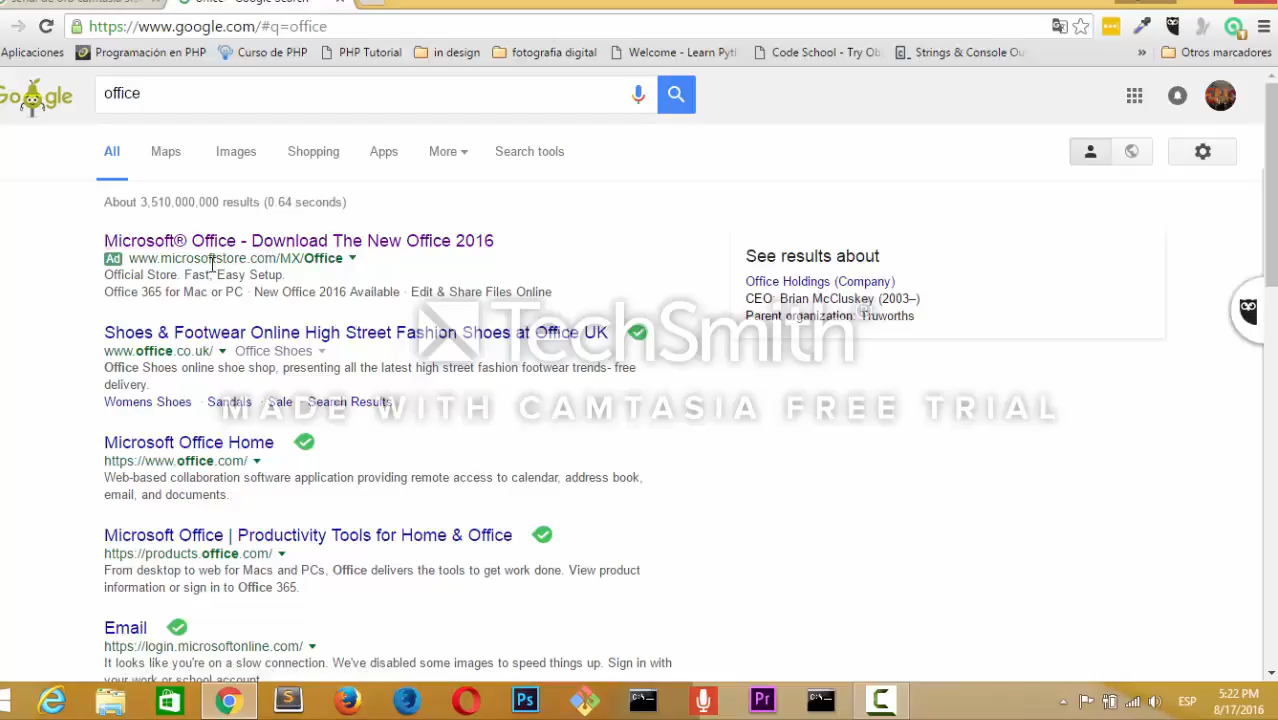 office - Google Search
https://www.google.com/#q=office
Aplicaciones
Programación en PHP
Curso de PHP
PHP Tutorial
in design
fotografia digital
Welcome - Learn Pyt
Code School - Try Ob
Strings & Console Ou
»
Otros marcadores
Google
office
All
Maps
Images
Shopping
Apps
More
Search tools
About 3,510,000,000 results (0.64 seconds)
Microsoft® Office - Download The New Office 2016
Ad www.microsoftstore.com/MX/Office
Official Store. Fast, Easy Setup.
Office 365 for Mac or PC · New Office 2016 Available · Edit & Share Files Online
See results about
Office Holdings (Company)
CEO: Brian McCluskey (2003–)
Parent organization: Truworths
Shoes & Footwear Online High Street Fashion Shoes at Office UK
www.office.co.uk/ Office Shoes
Office Shoes online shoe shop, presenting all the latest high street fashion footwear trends- free
delivery.
Womens Shoes · Sandals · Sale · Search Results
TechSmith®
MADE WITH CAMTASIA FREE TRIAL
Microsoft Office Home
https://www.office.com/
Web-based collaboration software application providing remote access to calendar, address book,
email, and documents.
Microsoft Office | Productivity Tools for Home & Office
https://products.office.com/
From desktop to web for Macs and PCs, Office delivers the tools to get work done. View product
information or sign in to Office 365.
Email
https://login.microsoftonline.com/
It looks like you're on a slow connection. We've disabled some images to speed things up. Sign in with
your work or school account.
S
Ps
Pr
C
ESP
5:22 PM
8/17/2016